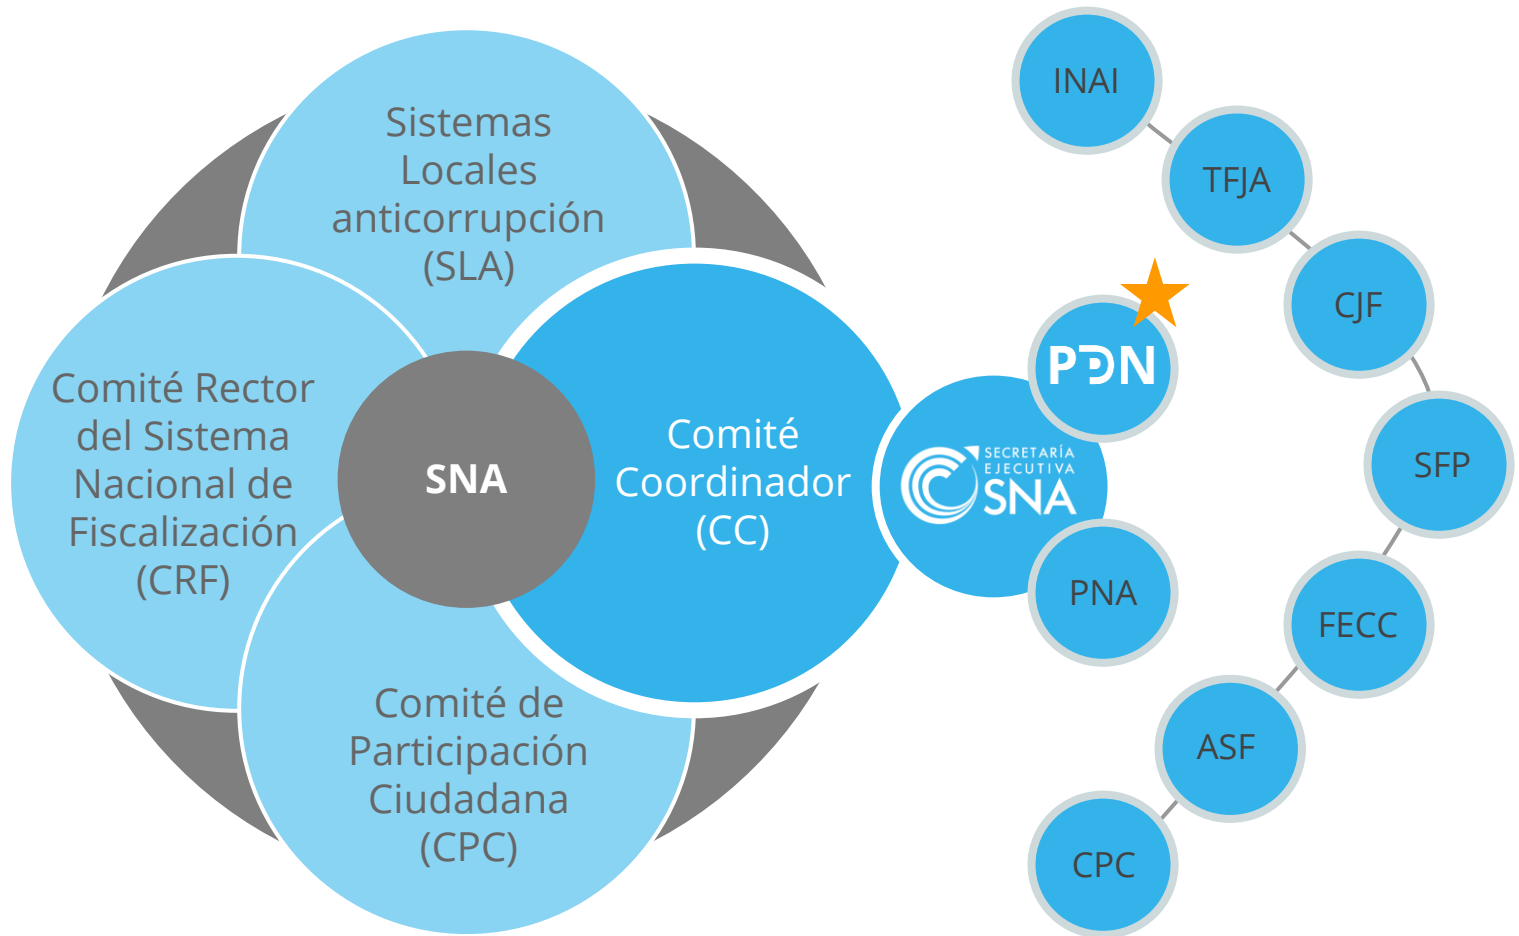 Sistemas
Locales
anticorrupción
(SLA)
Comité Rector
del Sistema
Nacional de
Fiscalización
(CRF)
SNA
Comité
Coordinador
(CC)
Comité de
Participación
Ciudadana
(CPC)
SECRETARÍA
EJECUTIVA
SNA
PDN
PNA
INAI
TFJA
CJF
SFP
FECC
ASF
CPC